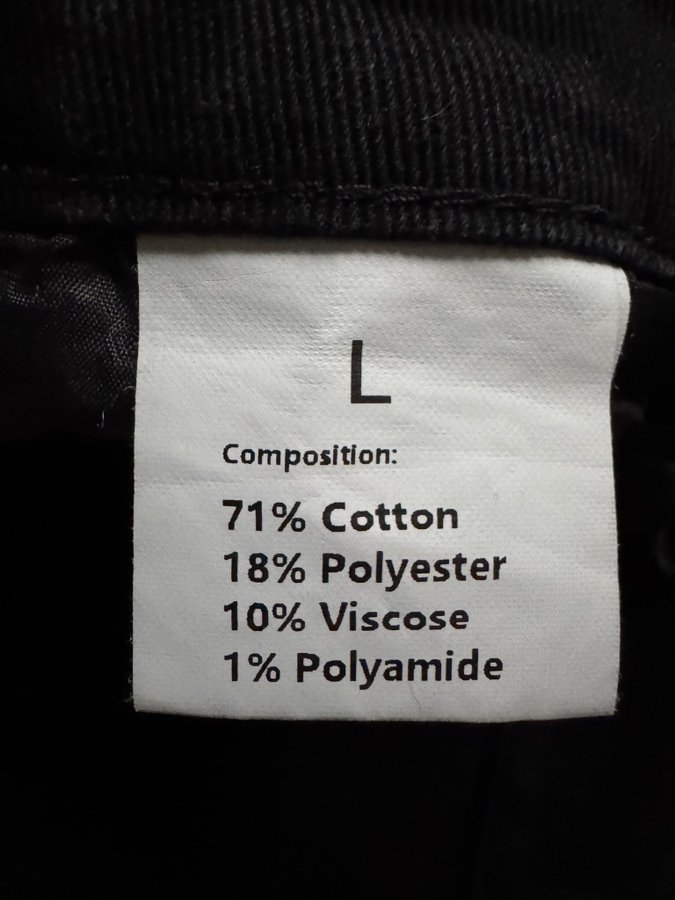 L
Composition:
71% Cotton
18% Polyester
10% Viscose
1% Polyamide